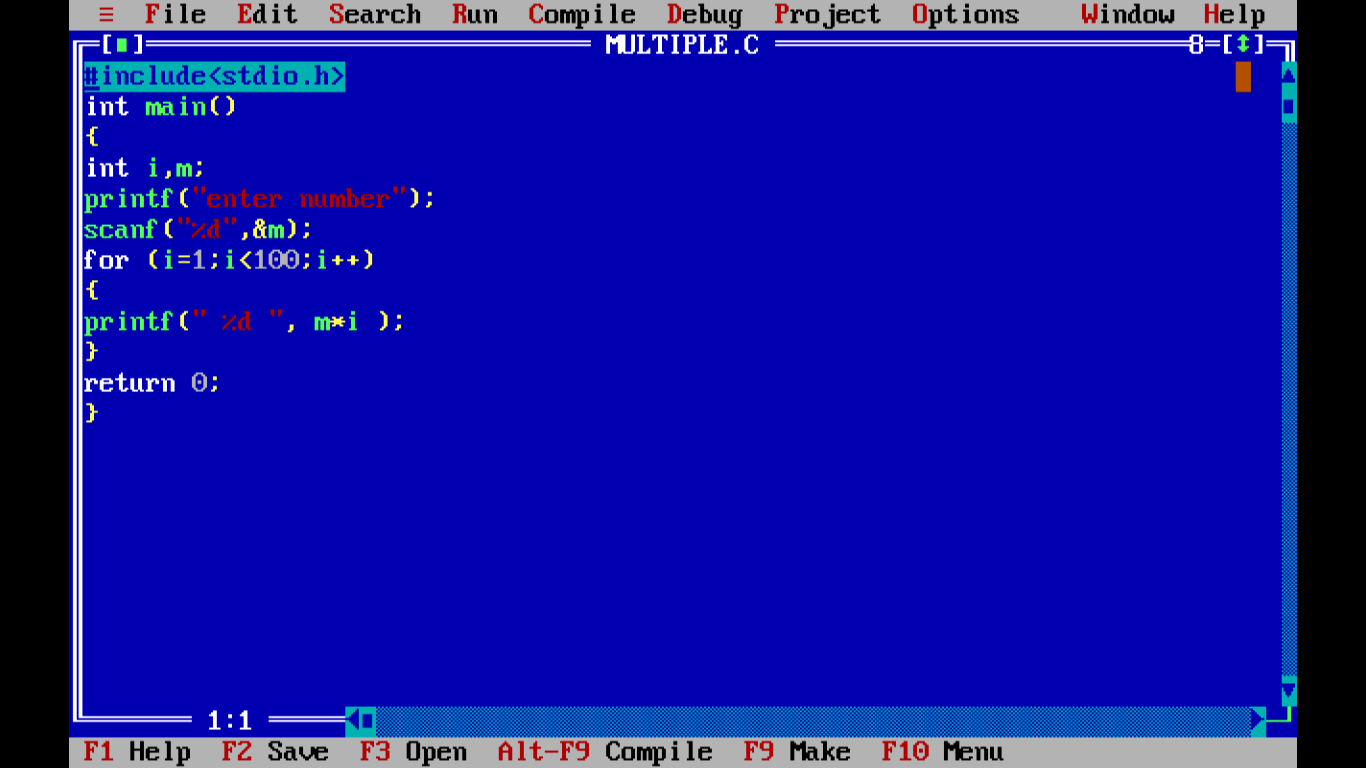 ≡ File Edit Search Run Compile Debug Project Options Window Help
[■] MULTIPLE.C 8=[↕]
#include<stdio.h>
int main()
{
int i,m;
printf("enter number");
scanf("%d",&m);
for (i=1;i<100;i++)
{
printf(" %d ", m*i );
}
return 0;
}
1:1
F1 Help F2 Save F3 Open Alt-F9 Compile F9 Make F10 Menu